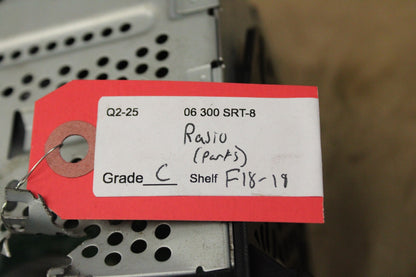 Q2-25 06 300 SRT-8
Radio
(parts)
Grade C Shelf F18-19